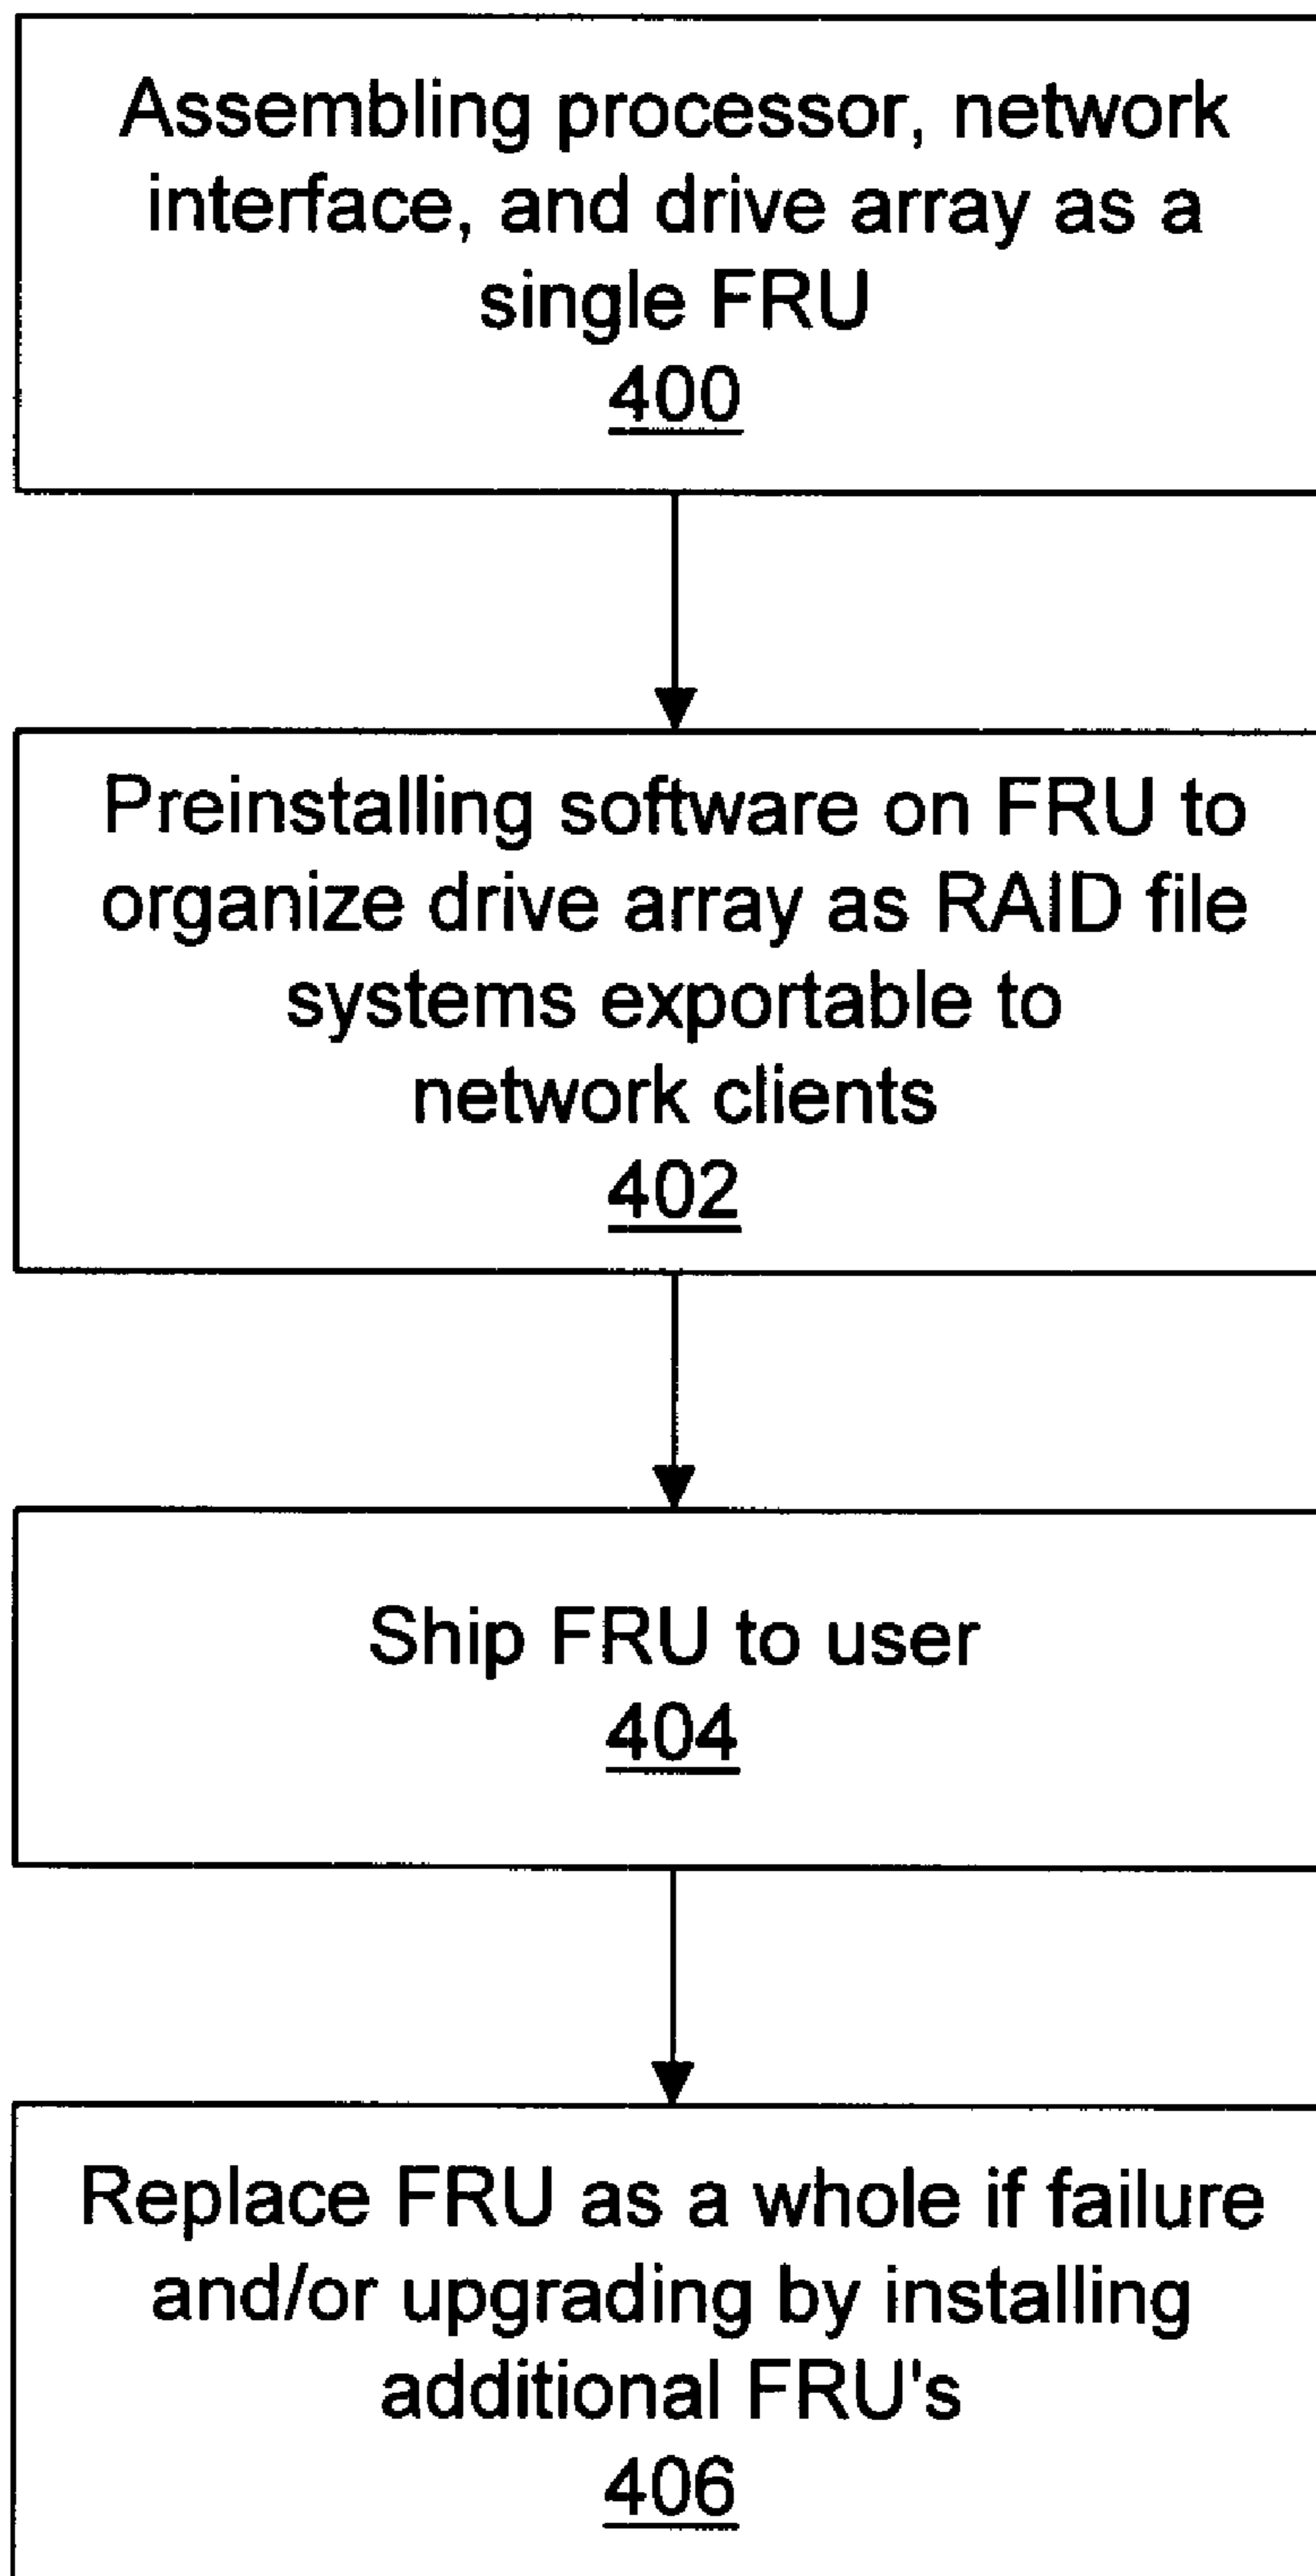 Assembling processor, network
interface, and drive array as a
single FRU
400
Preinstalling software on FRU to
organize drive array as RAID file
systems exportable to
network clients
402
Ship FRU to user
404
Replace FRU as a whole if failure
and/or upgrading by installing
additional FRU's
406